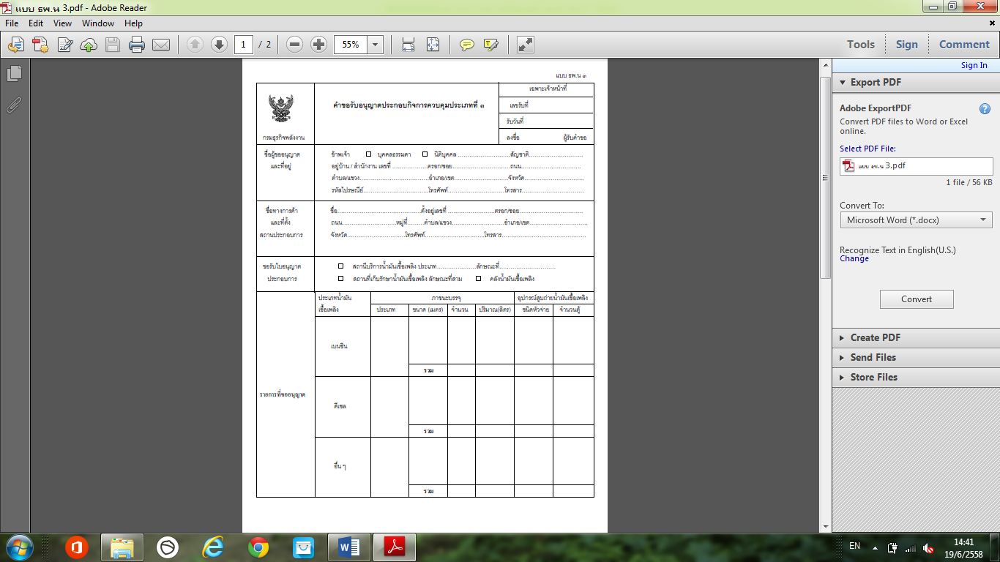 แบบ ธพ.น 3.pdf - Adobe Reader
File Edit View Window Help
1 / 2 55% Tools Sign Comment
แบบ ธพ.น ๓
กรมธุรกิจพลังงาน
คำขอรับอนุญาตประกอบกิจการควบคุมประเภทที่ ๓
เฉพาะเจ้าหน้าที่
เลขรับที่
รับวันที่
ลงชื่อ ผู้รับคำขอ
ชื่อผู้ขออนุญาต
และที่อยู่
ข้าพเจ้า บุคคลธรรมดา นิติบุคคล ..............................สัญชาติ...............................
อยู่บ้าน / สำนักงาน เลขที่ ....................ตรอก/ซอย.................................ถนน..................................
ตำบล/แขวง.......................................อำเภอ/เขต...............................จังหวัด..................................
รหัสไปรษณีย์.....................................โทรศัพท์................................โทรสาร...................................
ชื่อทางการค้า
และที่ตั้ง
สถานประกอบการ
ชื่อ................................................ตั้งอยู่เลขที่ ...........................ตรอก/ซอย....................................
ถนน...............................หมู่ที่..........ตำบล/แขวง..............................อำเภอ/เขต.................................
จังหวัด.................................โทรศัพท์..................................โทรสาร................................................
ขอรับใบอนุญาต
ประกอบการ
สถานีบริการน้ำมันเชื้อเพลิง ประเภท......................ลักษณะที่................................
สถานที่เก็บรักษาน้ำมันเชื้อเพลิง ลักษณะที่สาม คลังน้ำมันเชื้อเพลิง
รายการที่ขออนุญาต
ประเภทน้ำมัน
เชื้อเพลิง
ภาชนะบรรจุ อุปกรณ์สูบถ่ายน้ำมันเชื้อเพลิง
ประเภท ขนาด (เมตร) จำนวน ปริมาณ(ลิตร) ชนิดหัวจ่าย จำนวนตู้
เบนซิน
รวม
ดีเซล
รวม
อื่น ๆ
รวม
Sign In
Export PDF
Adobe ExportPDF
Convert PDF files to Word or Excel
online.
Select PDF File:
แบบ ธพ.น 3.pdf
1 file / 56 KB
Convert To:
Microsoft Word (*.docx)
Recognize Text in English(U.S.)
Change
Convert
Create PDF
Send Files
Store Files
EN
14:41
19/6/2558